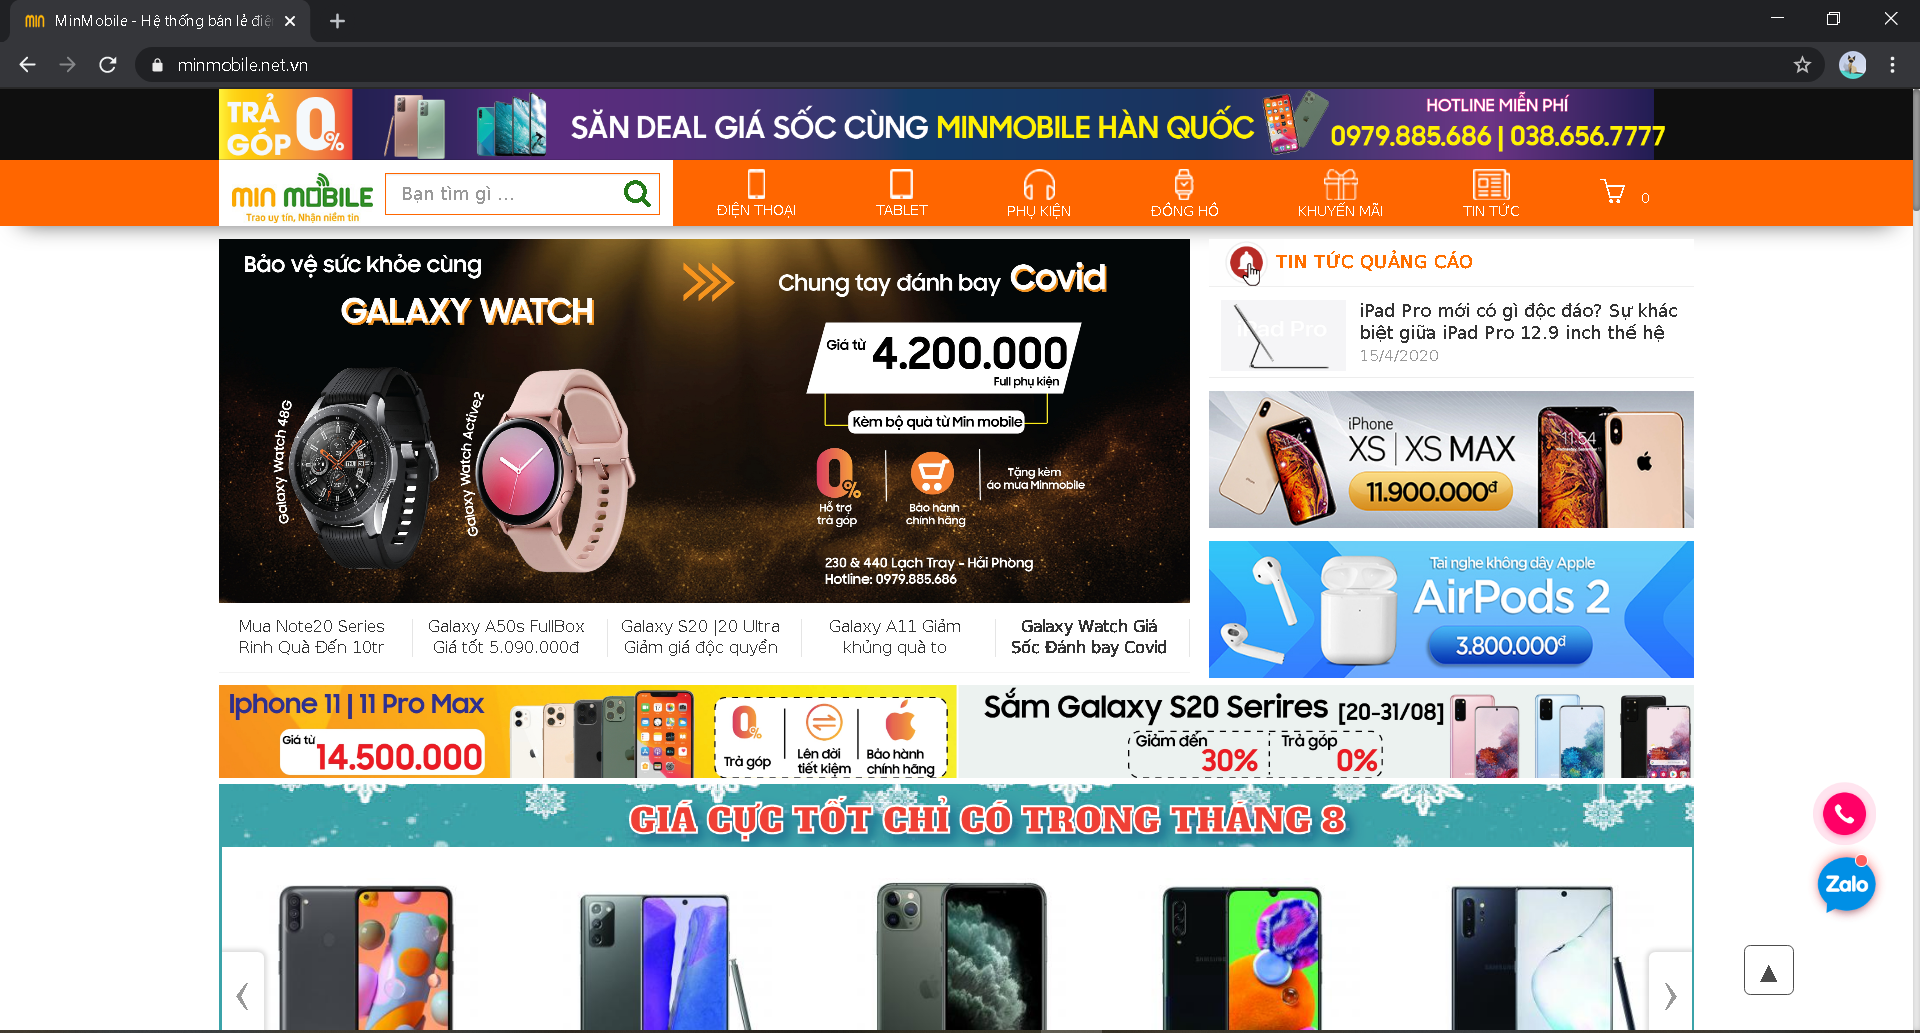 MinMobile - Hệ thống bán lẻ điệ
minmobile.net.vn
TRẢ GÓP 0%
SĂN DEAL GIÁ SỐC CÙNG MINMOBILE HÀN QUỐC
HOTLINE MIỄN PHÍ
0979.885.686 | 038.656.7777
MIN MOBILE
Trao uy tín, Nhận niềm tin
Bạn tìm gì ...
ĐIỆN THOẠI
TABLET
PHỤ KIỆN
ĐỒNG HỒ
KHUYẾN MÃI
TIN TỨC
0
Bảo vệ sức khỏe cùng
GALAXY WATCH
Chung tay đánh bay Covid
Giá từ 4.200.000
Full phụ kiện
Kèm bộ quà từ Min mobile
Galaxy Watch 48G
Galaxy Watch Active2
0%
Hỗ trợ
trả góp
Bảo hành
chính hãng
Tặng kèm
áo mưa Minmobile
230 & 440 Lạch Tray - Hải Phòng
Hotline: 0979.885.686
TIN TỨC QUẢNG CÁO
iPad Pro
iPad Pro mới có gì độc đáo? Sự khác
biệt giữa iPad Pro 12.9 inch thế hệ
15/4/2020
iPhone
XS | XS MAX
11.900.000đ
11:54
Tai nghe không dây Apple
AirPods 2
3.800.000đ
Mua Note20 Series
Rinh Quà Đến 10tr
Galaxy A50s FullBox
Giá tốt 5.090.000đ
Galaxy S20 |20 Ultra
Giảm giá độc quyền
Galaxy A11 Giảm
khủng quà to
Galaxy Watch Giá
Sốc Đánh bay Covid
Iphone 11 | 11 Pro Max
Giá từ 14.500.000
0%
Trả góp
Lên đời
tiết kiệm
Bảo hành
chính hãng
Sắm Galaxy S20 Serires [20-31/08]
Giảm đến
30%
Trả góp
0%
GIÁ CỰC TỐT CHỈ CÓ TRONG THÁNG 8
Zalo